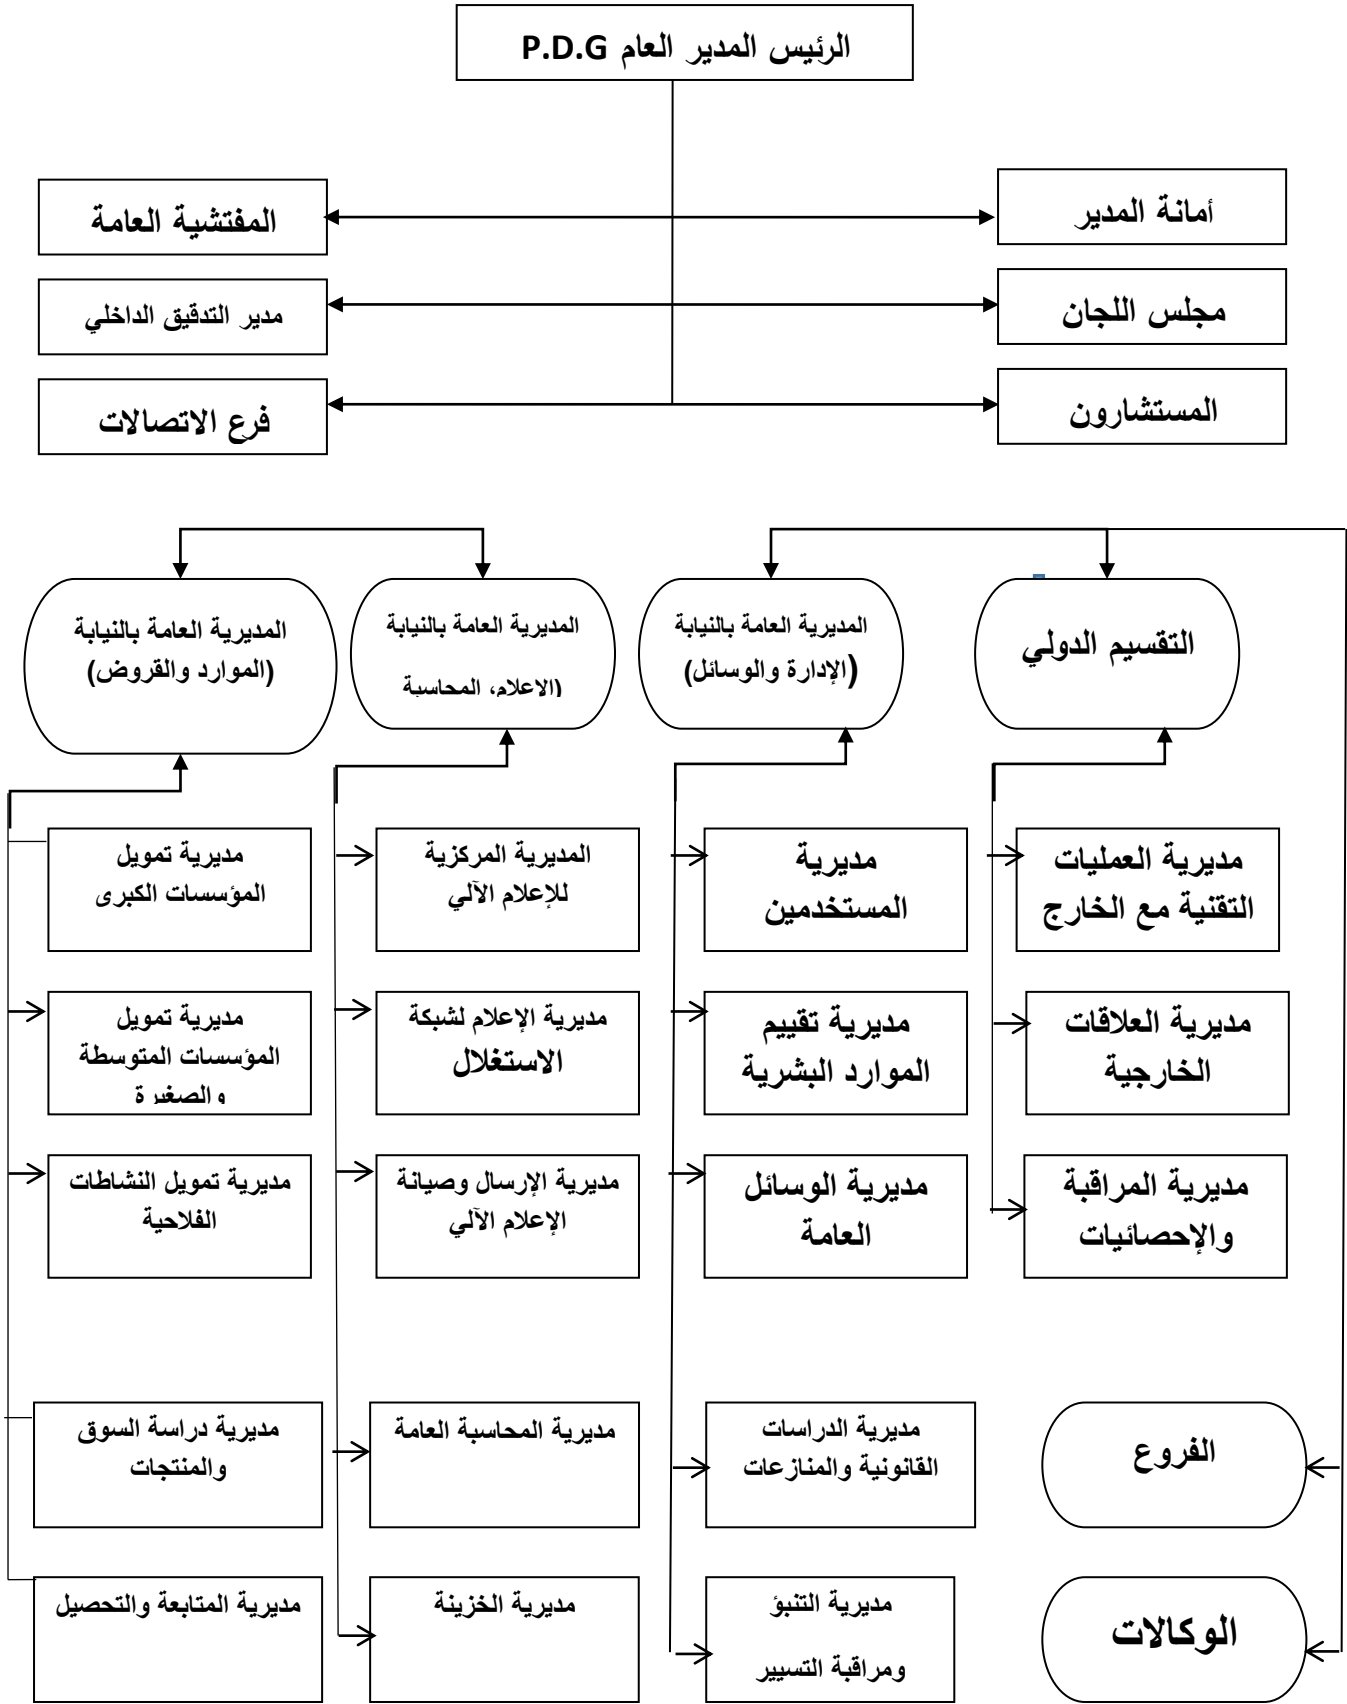 الرئيس المدير العام P.D.G
أمانة المدير
المفتشية العامة
مجلس اللجان
مدير التدقيق الداخلي
المستشارون
فرع الاتصالات
التقسيم الدولي
المديرية العامة بالنيابة
(الإدارة والوسائل)
المديرية العامة بالنيابة
(الاعلام، المحاسبة
المديرية العامة بالنيابة
(الموارد والقروض)
مديرية العمليات
التقنية مع الخارج
مديرية
المستخدمين
المديرية المركزية
للإعلام الآلي
مديرية تمويل
المؤسسات الكبرى
مديرية العلاقات
الخارجية
مديرية تقييم
الموارد البشرية
مديرية الإعلام لشبكة
الاستغلال
مديرية تمويل
المؤسسات المتوسطة
والصغيرة
مديرية المراقبة
والإحصائيات
مديرية الوسائل
العامة
مديرية الإرسال وصيانة
الإعلام الآلي
مديرية تمويل النشاطات
الفلاحية
الفروع
مديرية الدراسات
القانونية والمنازعات
مديرية المحاسبة العامة
مديرية دراسة السوق
والمنتجات
الوكالات
مديرية التنبؤ
ومراقبة التسيير
مديرية الخزينة
مديرية المتابعة والتحصيل